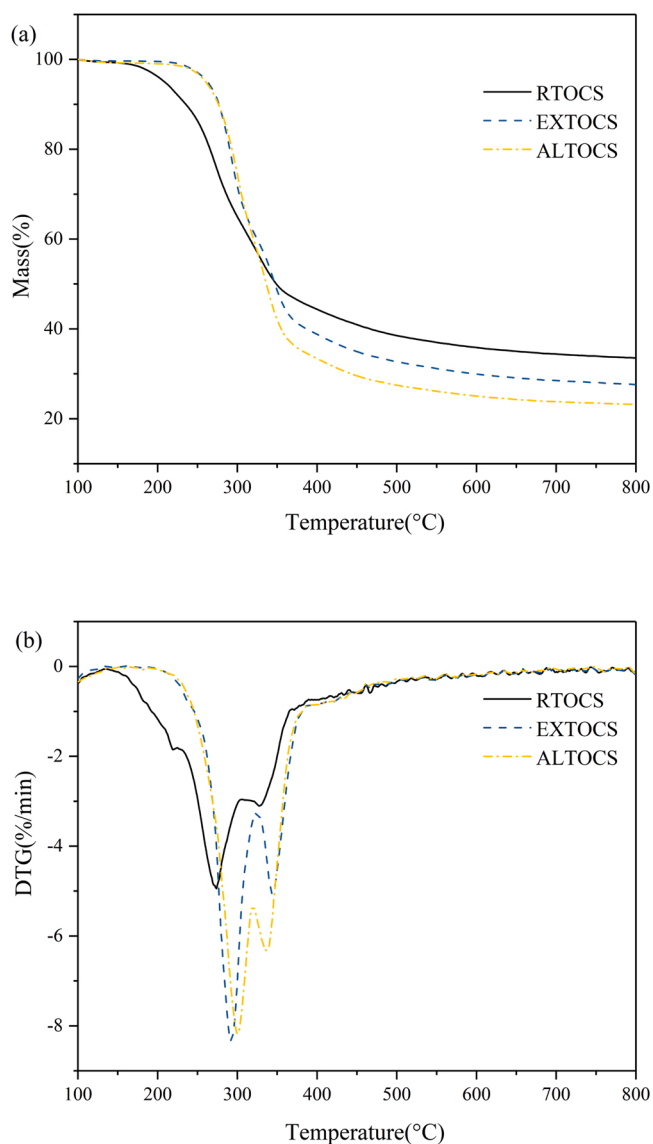 (a)
100
80
60
40
20
Mass(%)
RTOCS
EXTOCS
ALTOCS
100 200 300 400 500 600 700 800
Temperature(°C)
(b)
0
-2
-4
-6
-8
DTG(%/min)
RTOCS
EXTOCS
ALTOCS
100 200 300 400 500 600 700 800
Temperature(°C)